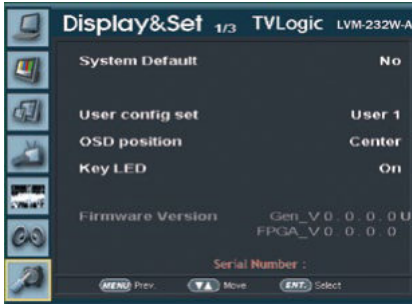 Display&Set 1/3 TVLogic LVM-232W-A
System Default No
User config set User 1
OSD position Center
Key LED On
Firmware Version Gen_V 0 . 0 . 0 . 0 U
FPGA_V 0 . 0 . 0 . 0
Serial Number :
MENU Prev. ▼▲ Move ENT. Select